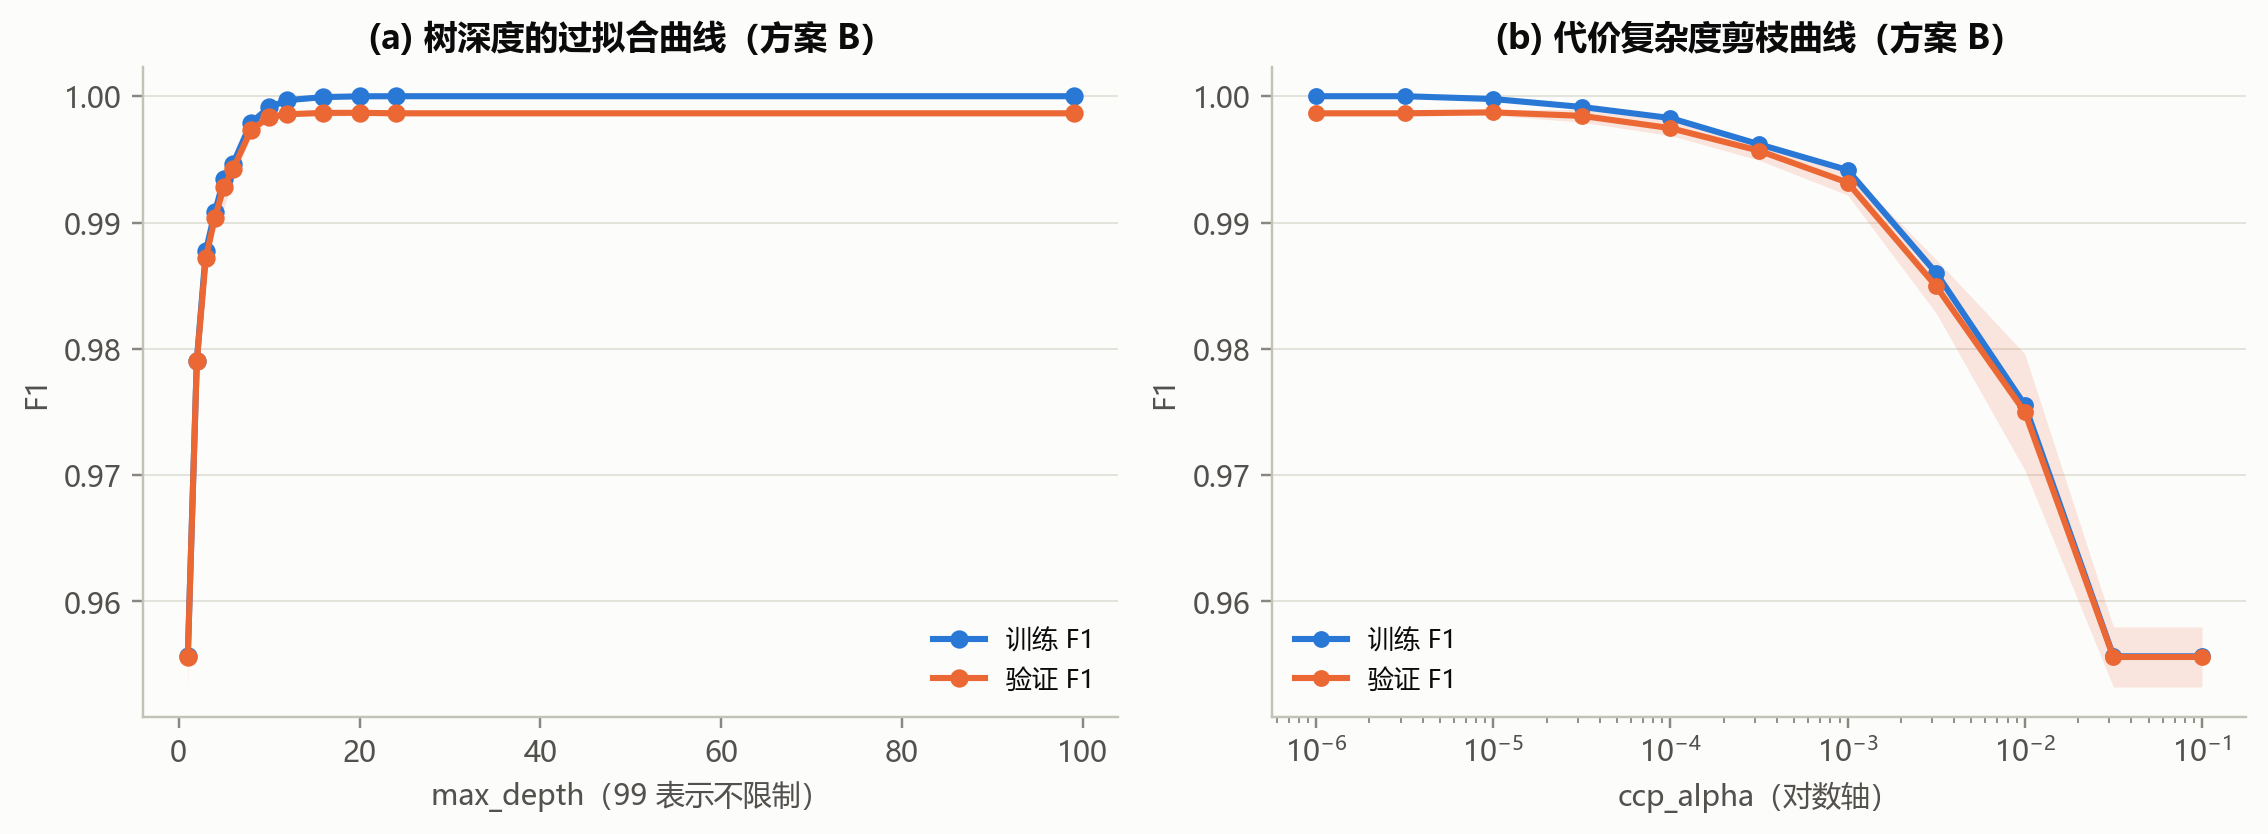 (a) 树深度的过拟合曲线（方案 B）
1.00
0.99
0.98
0.97
0.96
F1
训练 F1
验证 F1
0 20 40 60 80 100
max_depth（99 表示不限制）
(b) 代价复杂度剪枝曲线（方案 B）
1.00
0.99
0.98
0.97
0.96
F1
训练 F1
验证 F1
10⁻⁶ 10⁻⁵ 10⁻⁴ 10⁻³ 10⁻² 10⁻¹
ccp_alpha（对数轴）